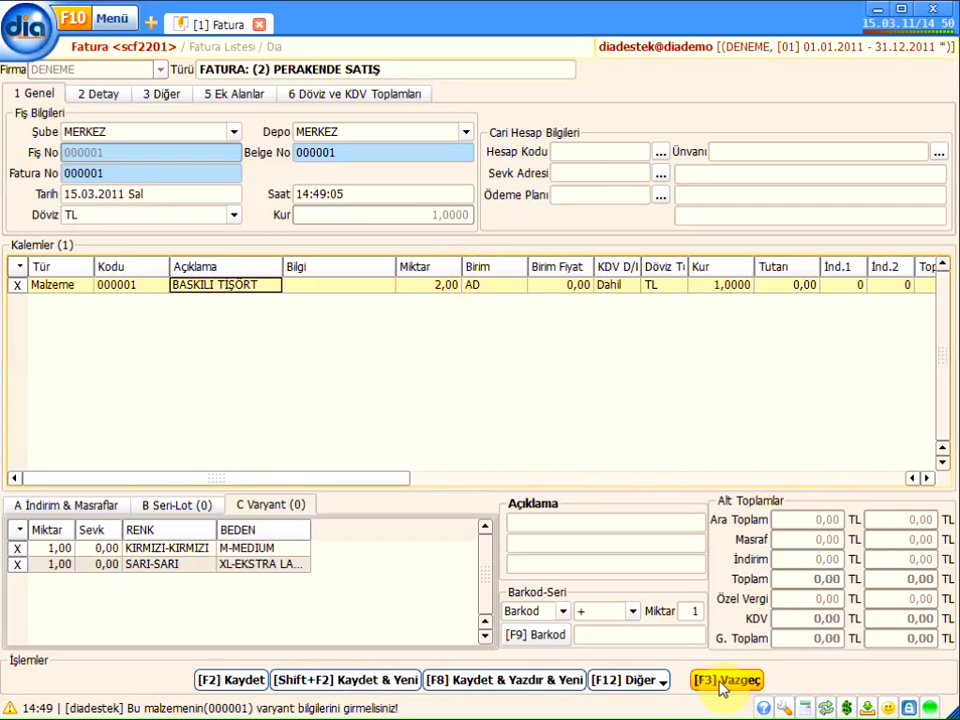 dia F10 Menü [1] Fatura
15.03.11/14 50
Fatura <scf2201> / Fatura Listesi / Dia diadestek@diademo [(DENEME, [01] 01.01.2011 - 31.12.2011 *)]
Firma DENEME Türü FATURA: (2) PERAKENDE SATIŞ
1 Genel 2 Detay 3 Diğer 5 Ek Alanlar 6 Döviz ve KDV Toplamları
Fiş Bilgileri
Şube MERKEZ Depo MERKEZ
Fiş No 000001 Belge No 000001
Fatura No 000001
Tarih 15.03.2011 Sal Saat 14:49:05
Döviz TL Kur 1,0000
Cari Hesap Bilgileri
Hesap Kodu ... Ünvanı ...
Sevk Adresi ...
Ödeme Planı ...
Kalemler (1)
Tür Kodu Açıklama Bilgi Miktar Birim Birim Fiyat KDV D/I Döviz Ti Kur Tutarı İnd.1 İnd.2 Top
X Malzeme 000001 BASKILI TİŞÖRT 2,00 AD 0,00 Dahil TL 1,0000 0,00 0 0
A İndirim & Masraflar B Seri-Lot (0) C Varyant (0)
Miktar Sevk RENK BEDEN
X 1,00 0,00 KIRMIZI-KIRMIZI M-MEDIUM
X 1,00 0,00 SARI-SARI XL-EKSTRA LA...
Açıklama
Barkod-Seri
Barkod + Miktar 1
[F9] Barkod
Alt Toplamlar
Ara Toplam 0,00 TL 0,00 TL
Masraf 0,00 TL 0,00 TL
İndirim 0,00 TL 0,00 TL
Toplam 0,00 TL 0,00 TL
Özel Vergi 0,00 TL 0,00 TL
KDV 0,00 TL 0,00 TL
G. Toplam 0,00 TL 0,00 TL
İşlemler
[F2] Kaydet [Shift+F2] Kaydet & Yeni [F8] Kaydet & Yazdır & Yeni [F12] Diğer [F3] Vazgeç
14:49 | [diadestek] Bu malzemenin(000001) varyant bilgilerini girmelisiniz!